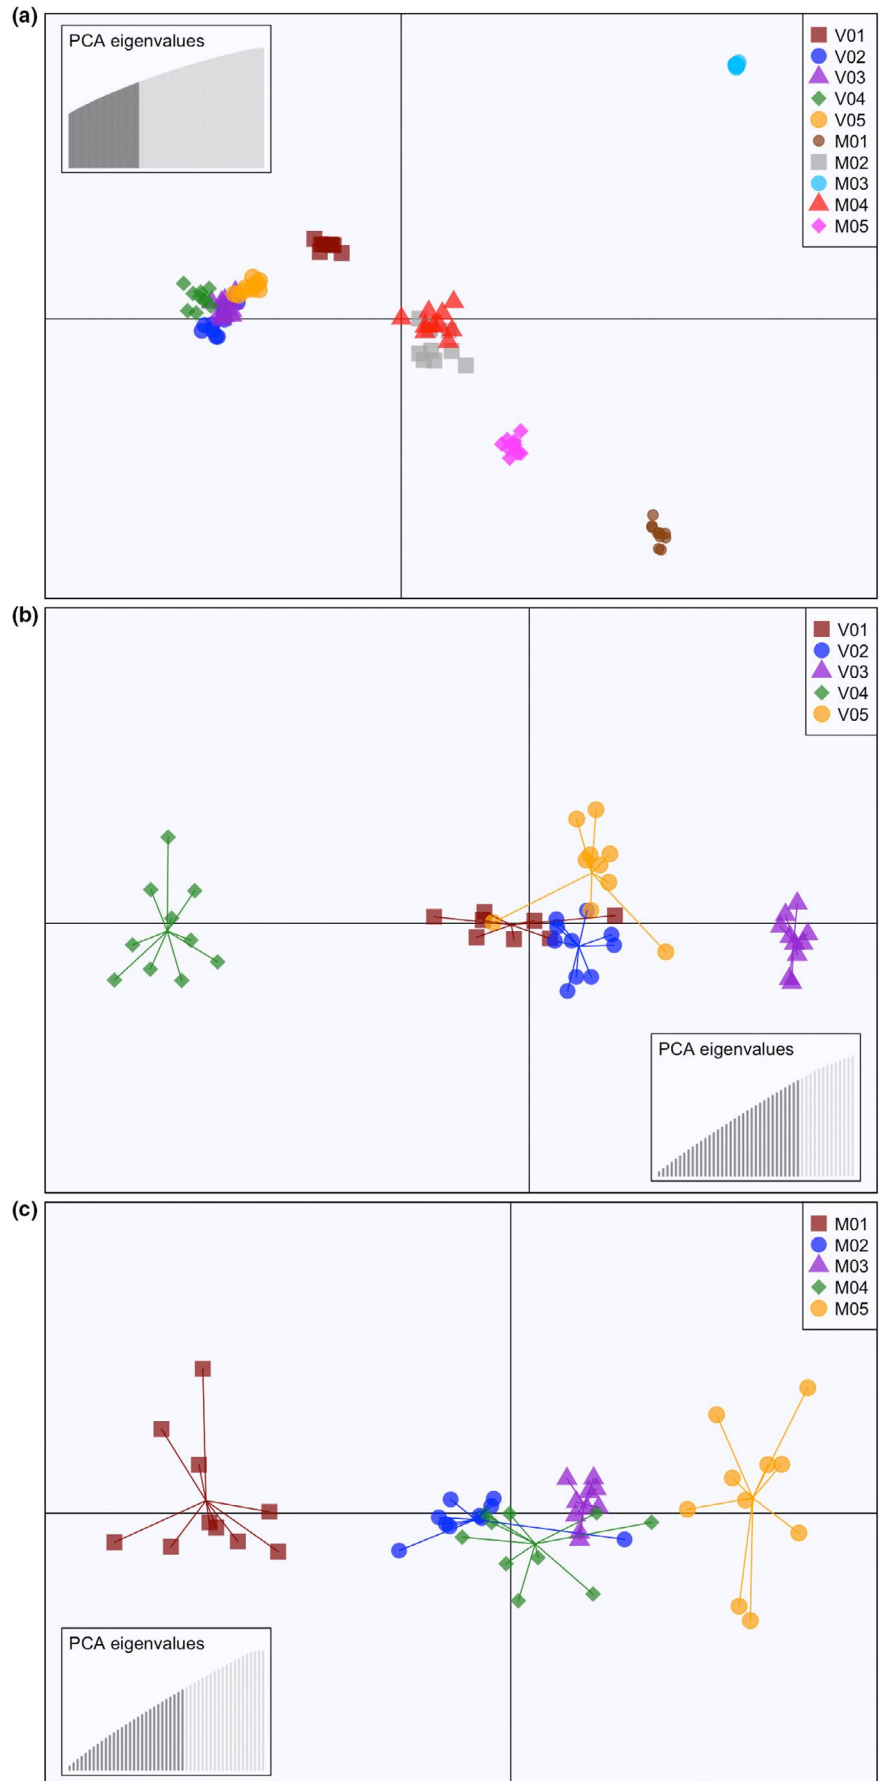 (a)
PCA eigenvalues
V01
V02
V03
V04
V05
M01
M02
M03
M04
M05
(b)
V01
V02
V03
V04
V05
PCA eigenvalues
(c)
M01
M02
M03
M04
M05
PCA eigenvalues